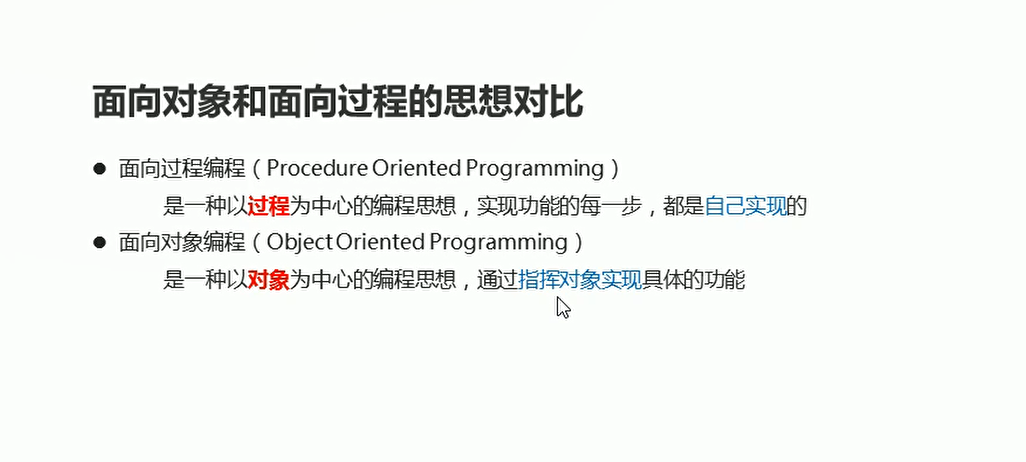 面向对象和面向过程的思想对比
● 面向过程编程（Procedure Oriented Programming）
是一种以过程为中心的编程思想，实现功能的每一步，都是自己实现的
● 面向对象编程（Object Oriented Programming）
是一种以对象为中心的编程思想，通过指挥对象实现具体的功能